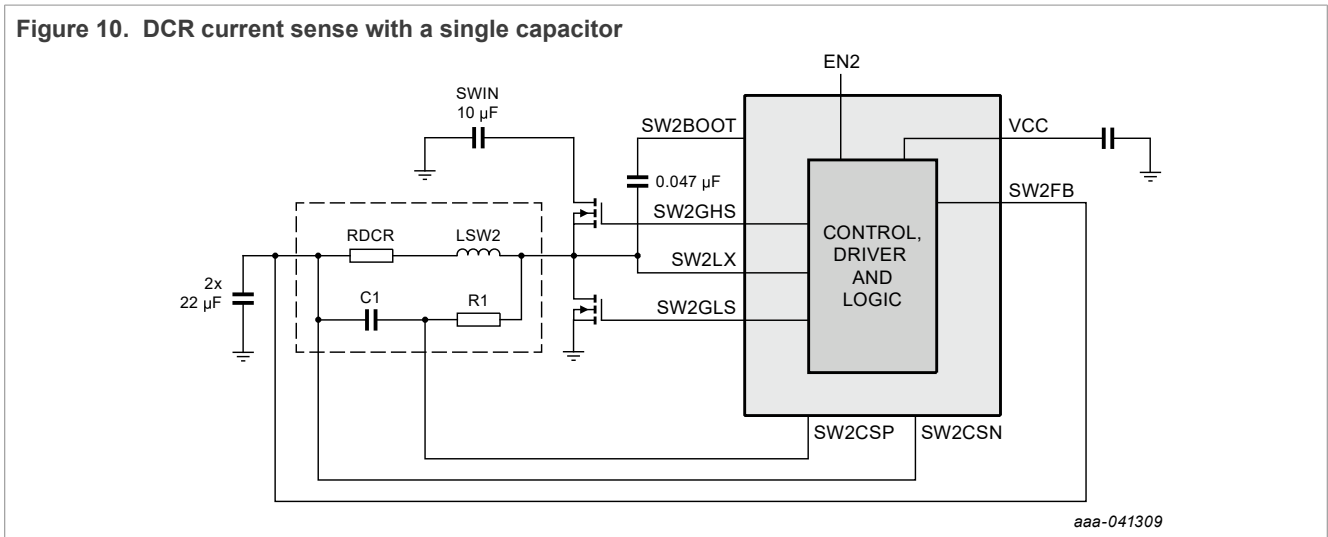 Figure 10. DCR current sense with a single capacitor
EN2
SWIN
10 µF
SW2BOOT
VCC
0.047 µF
SW2FB
SW2GHS
RDCR
LSW2
CONTROL,
DRIVER
AND
LOGIC
SW2LX
2x
22 µF
C1
R1
SW2GLS
SW2CSP
SW2CSN
aaa-041309